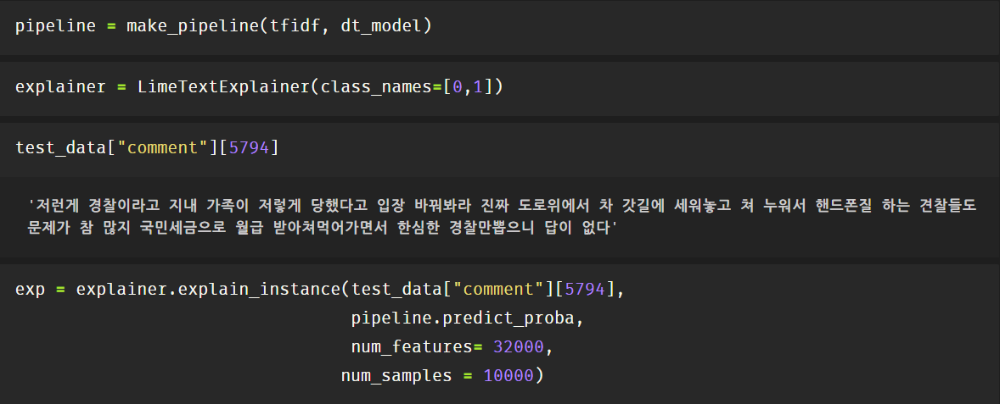 pipeline = make_pipeline(tfidf, dt_model)
explainer = LimeTextExplainer(class_names=[0,1])
test_data["comment"][5794]
'저런게 경찰이라고 지내 가족이 저렇게 당했다고 입장 바꿔봐라 진짜 도로위에서 차 갓길에 세워놓고 쳐 누워서 핸드폰질 하는 견찰들도
문제가 참 많지 국민세금으로 월급 받아쳐먹어가면서 한심한 경찰만뽑으니 답이 없다'
exp = explainer.explain_instance(test_data["comment"][5794],
pipeline.predict_proba,
num_features= 32000,
num_samples = 10000)